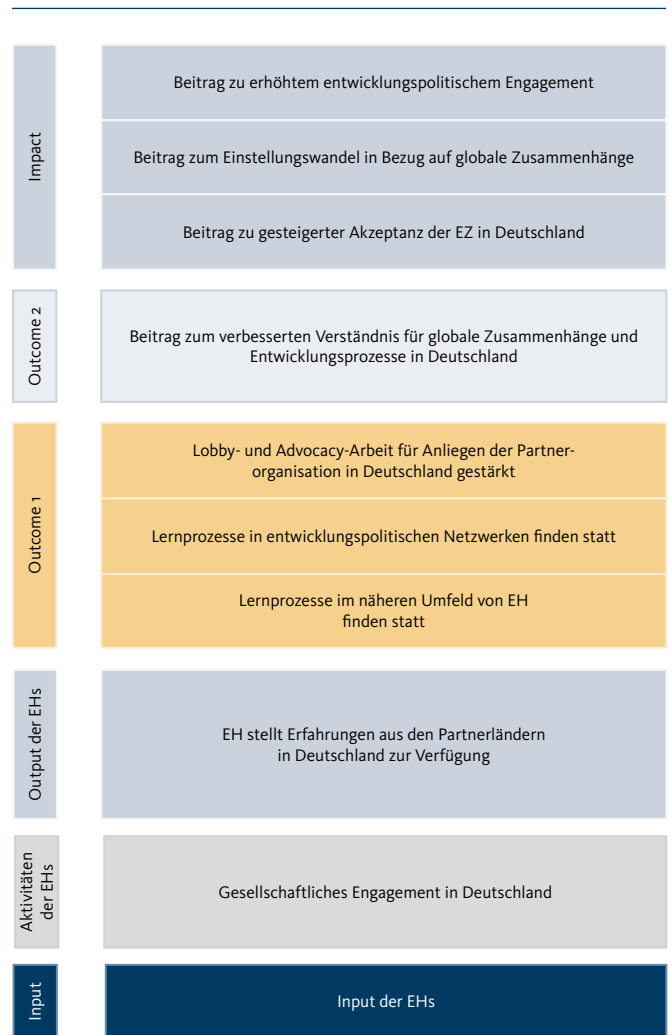 Impact
Beitrag zu erhöhtem entwicklungspolitischem Engagement
Beitrag zum Einstellungswandel in Bezug auf globale Zusammenhänge
Beitrag zu gesteigerter Akzeptanz der EZ in Deutschland
Outcome 2
Beitrag zum verbesserten Verständnis für globale Zusammenhänge und
Entwicklungsprozesse in Deutschland
Outcome 1
Lobby- und Advocacy-Arbeit für Anliegen der Partner-
organisation in Deutschland gestärkt
Lernprozesse in entwicklungspolitischen Netzwerken finden statt
Lernprozesse im näheren Umfeld von EH
finden statt
Output der EHs
EH stellt Erfahrungen aus den Partnerländern
in Deutschland zur Verfügung
Aktivitäten
der EHs
Gesellschaftliches Engagement in Deutschland
Input
Input der EHs